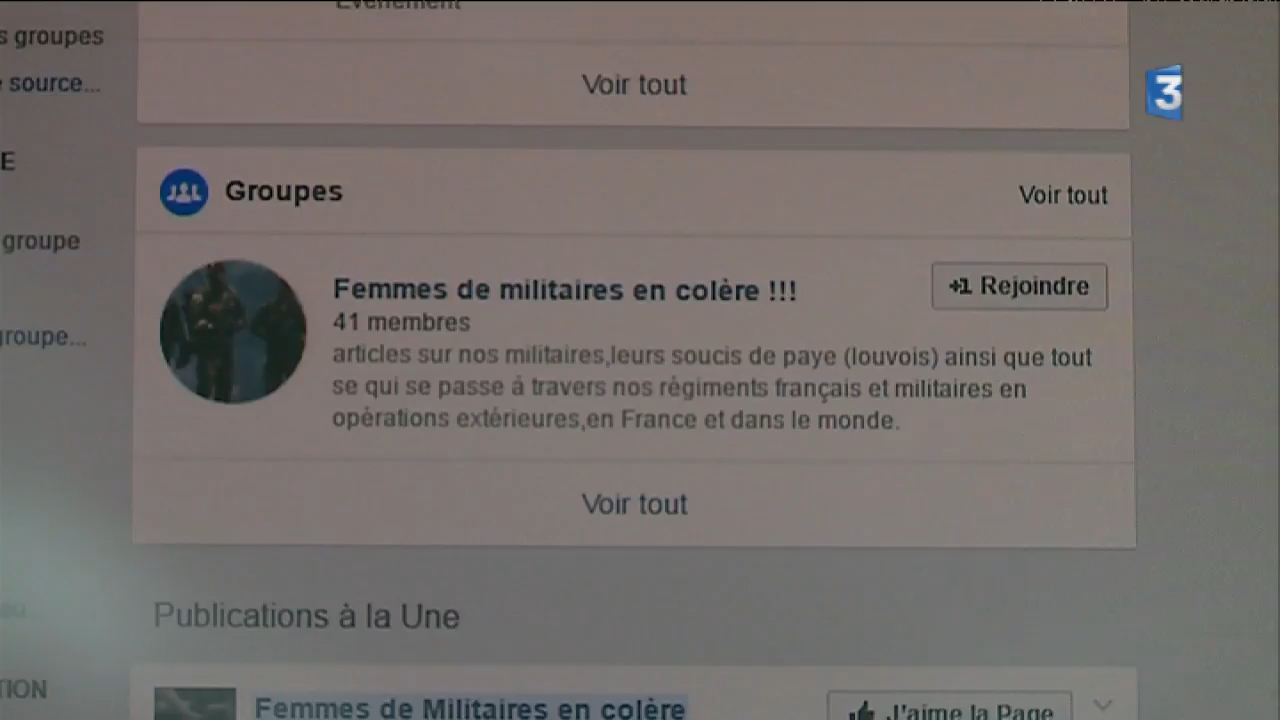 Evénement
s groupes
source...
Voir tout
3
E
Groupes
Voir tout
groupe
Femmes de militaires en colère !!!
+1 Rejoindre
41 membres
groupe...
articles sur nos militaires,leurs soucis de paye (louvois) ainsi que tout
se qui se passe á travers nos régiments français et militaires en
opérations extérieures,en France et dans le monde.
Voir tout
Publications à la Une
TION
Femmes de Militaires en colère
J'aime la Page